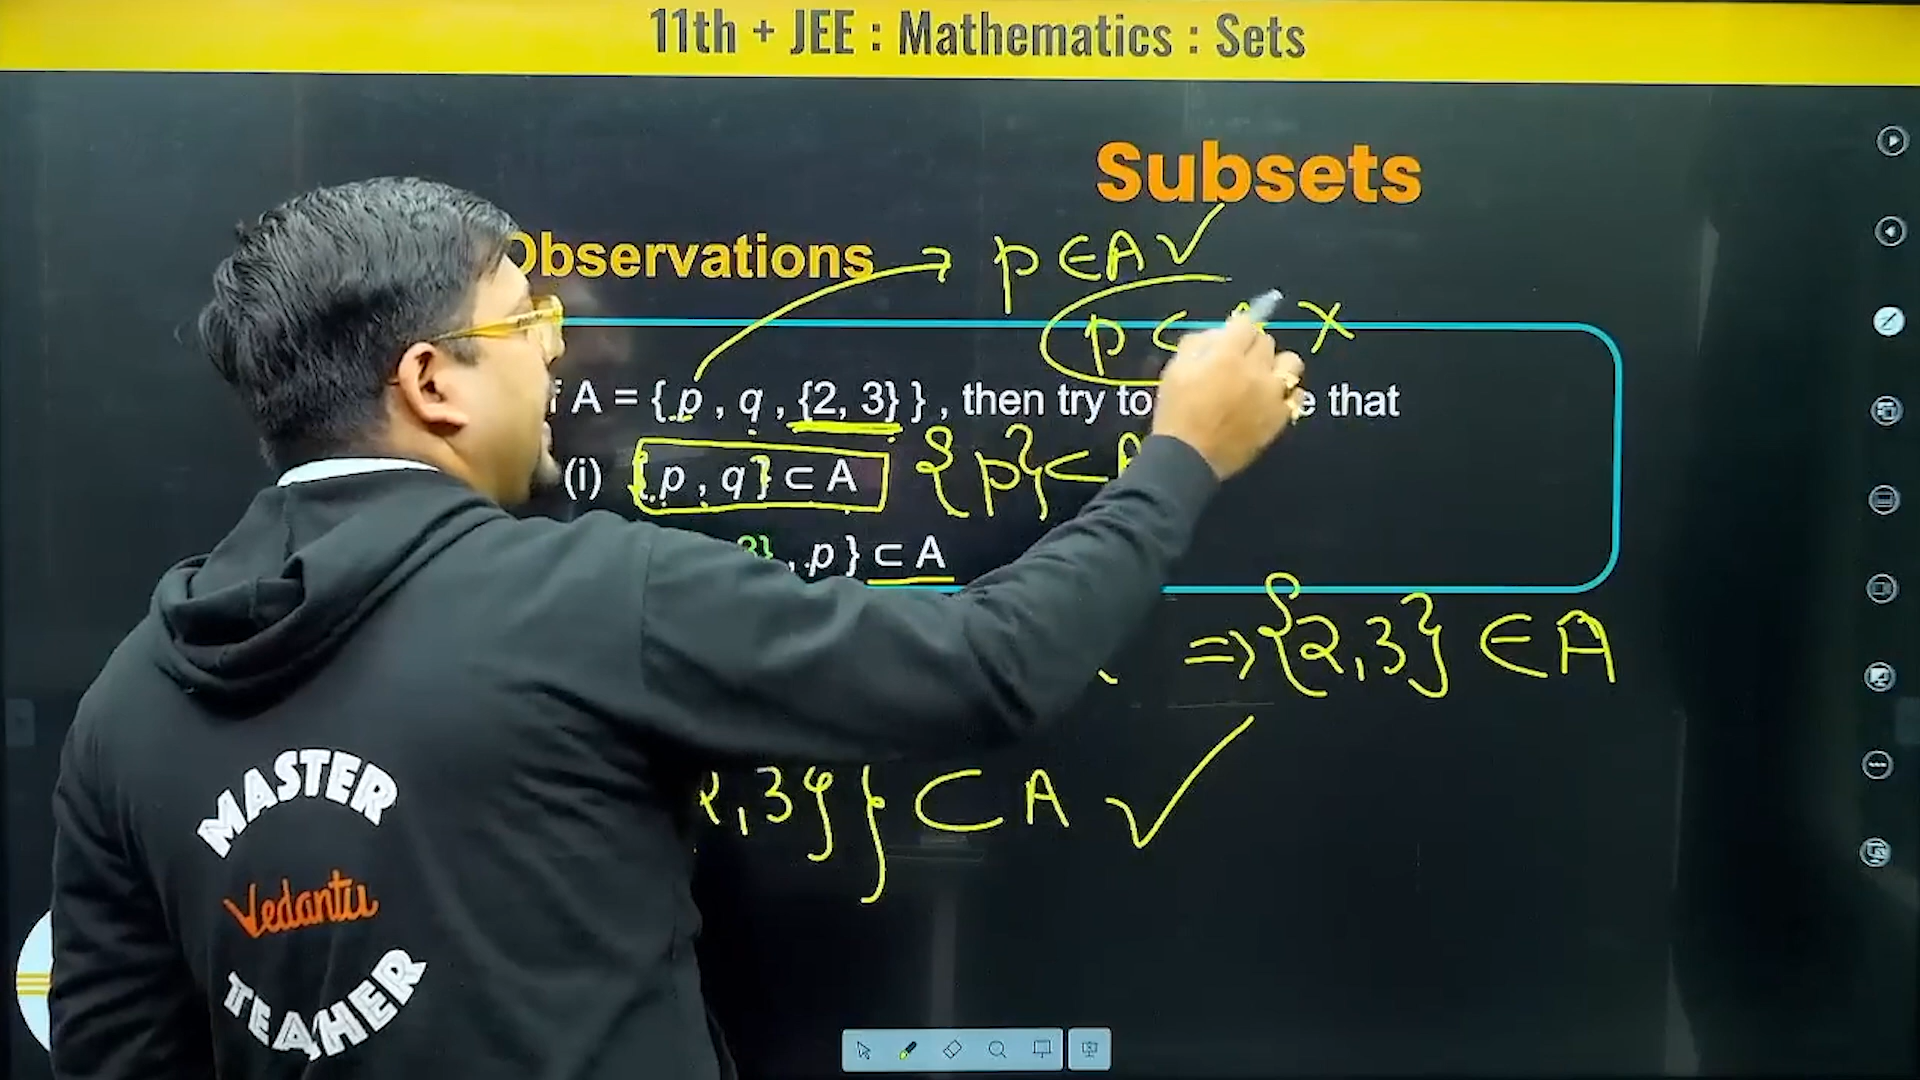 11th + JEE : Mathematics : Sets
Subsets
Observations → p ∈ A ✓
p ⊂ ×
A = { p , q , {2, 3} } , then try to that
(i) { p , q } ⊂ A {p} ⊂ A
3} , p } ⊂ A
⇒ {2,3} ∈ A
2,3}} ⊂ A ✓
MASTER
Vedantu
TEACHER